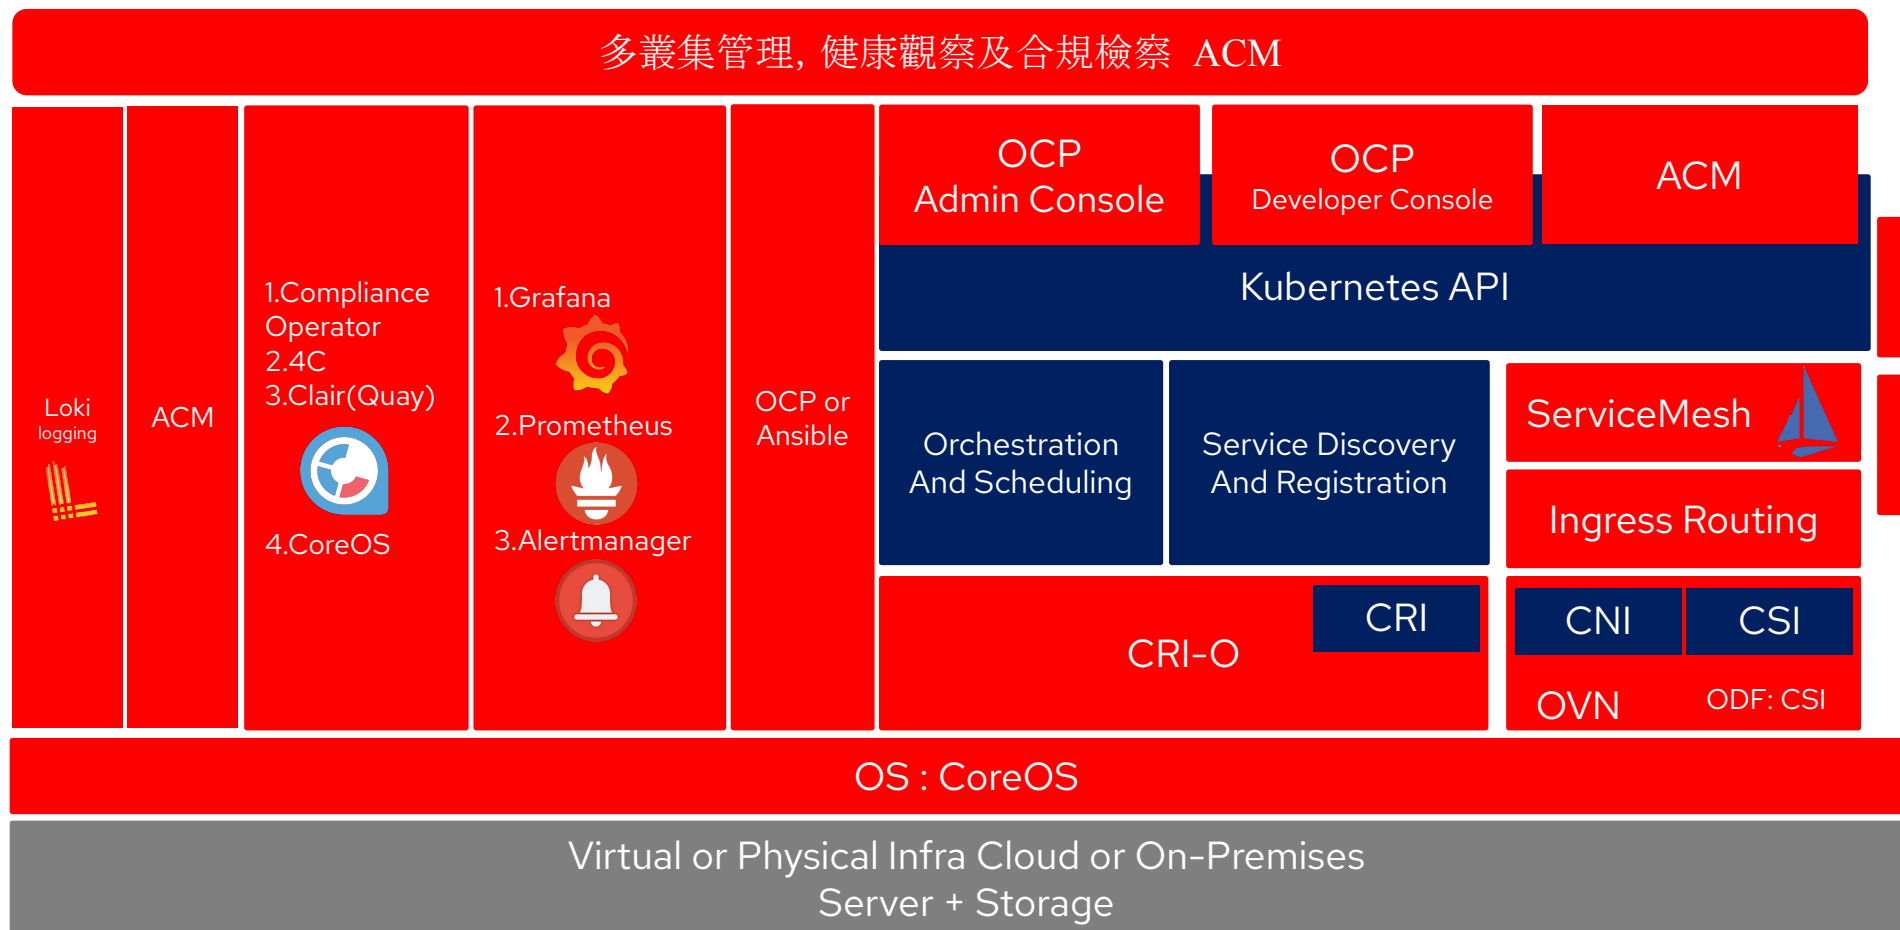 多叢集管理, 健康觀察及合規檢察 ACM
Loki
logging
ACM
1.Compliance
Operator
2.4C
3.Clair(Quay)
4.CoreOS
1.Grafana
2.Prometheus
3.Alertmanager
OCP or
Ansible
OCP
Admin Console
OCP
Developer Console
ACM
Kubernetes API
Orchestration
And Scheduling
Service Discovery
And Registration
ServiceMesh
Ingress Routing
CRI
CRI-O
CNI
CSI
OVN
ODF: CSI
OS : CoreOS
Virtual or Physical Infra Cloud or On-Premises
Server + Storage